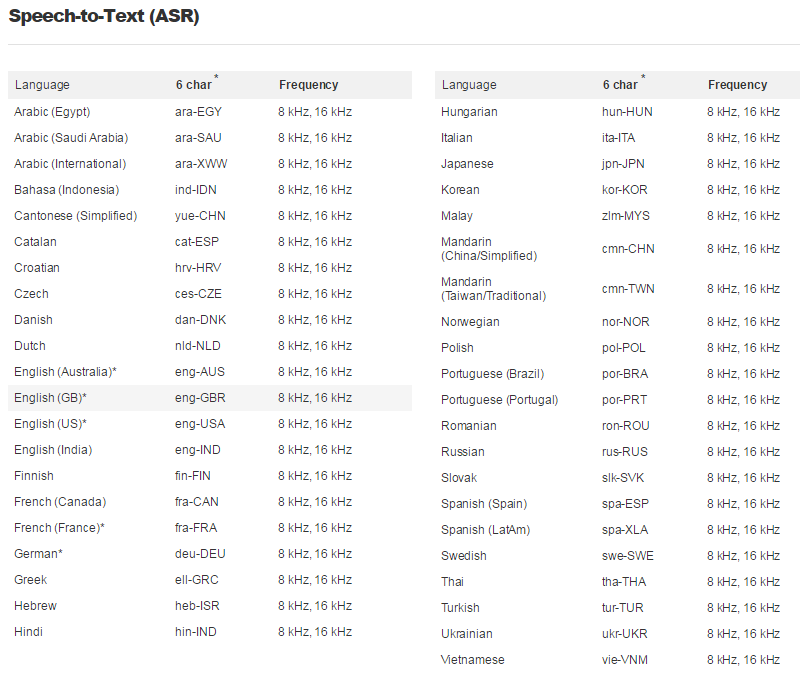 Speech-to-Text (ASR)
Language 6 char * Frequency
Arabic (Egypt) ara-EGY 8 kHz, 16 kHz
Arabic (Saudi Arabia) ara-SAU 8 kHz, 16 kHz
Arabic (International) ara-XWW 8 kHz, 16 kHz
Bahasa (Indonesia) ind-IDN 8 kHz, 16 kHz
Cantonese (Simplified) yue-CHN 8 kHz, 16 kHz
Catalan cat-ESP 8 kHz, 16 kHz
Croatian hrv-HRV 8 kHz, 16 kHz
Czech ces-CZE 8 kHz, 16 kHz
Danish dan-DNK 8 kHz, 16 kHz
Dutch nld-NLD 8 kHz, 16 kHz
English (Australia)* eng-AUS 8 kHz, 16 kHz
English (GB)* eng-GBR 8 kHz, 16 kHz
English (US)* eng-USA 8 kHz, 16 kHz
English (India) eng-IND 8 kHz, 16 kHz
Finnish fin-FIN 8 kHz, 16 kHz
French (Canada) fra-CAN 8 kHz, 16 kHz
French (France)* fra-FRA 8 kHz, 16 kHz
German* deu-DEU 8 kHz, 16 kHz
Greek ell-GRC 8 kHz, 16 kHz
Hebrew heb-ISR 8 kHz, 16 kHz
Hindi hin-IND 8 kHz, 16 kHz
Language 6 char * Frequency
Hungarian hun-HUN 8 kHz, 16 kHz
Italian ita-ITA 8 kHz, 16 kHz
Japanese jpn-JPN 8 kHz, 16 kHz
Korean kor-KOR 8 kHz, 16 kHz
Malay zlm-MYS 8 kHz, 16 kHz
Mandarin
(China/Simplified) cmn-CHN 8 kHz, 16 kHz
Mandarin
(Taiwan/Traditional) cmn-TWN 8 kHz, 16 kHz
Norwegian nor-NOR 8 kHz, 16 kHz
Polish pol-POL 8 kHz, 16 kHz
Portuguese (Brazil) por-BRA 8 kHz, 16 kHz
Portuguese (Portugal) por-PRT 8 kHz, 16 kHz
Romanian ron-ROU 8 kHz, 16 kHz
Russian rus-RUS 8 kHz, 16 kHz
Slovak slk-SVK 8 kHz, 16 kHz
Spanish (Spain) spa-ESP 8 kHz, 16 kHz
Spanish (LatAm) spa-XLA 8 kHz, 16 kHz
Swedish swe-SWE 8 kHz, 16 kHz
Thai tha-THA 8 kHz, 16 kHz
Turkish tur-TUR 8 kHz, 16 kHz
Ukrainian ukr-UKR 8 kHz, 16 kHz
Vietnamese vie-VNM 8 kHz, 16 kHz